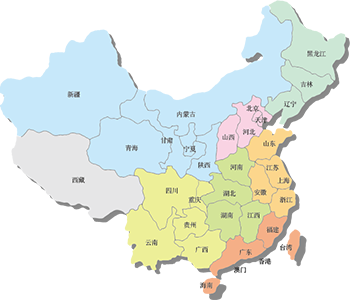 黑龙江
吉林
辽宁
新疆
内蒙古
北京
天津
河北
山西
山东
甘肃
宁夏
青海
陕西
河南
江苏
西藏
安徽
上海
四川
重庆
湖北
浙江
湖南
江西
贵州
福建
云南
广西
广东
台湾
香港
澳门
海南